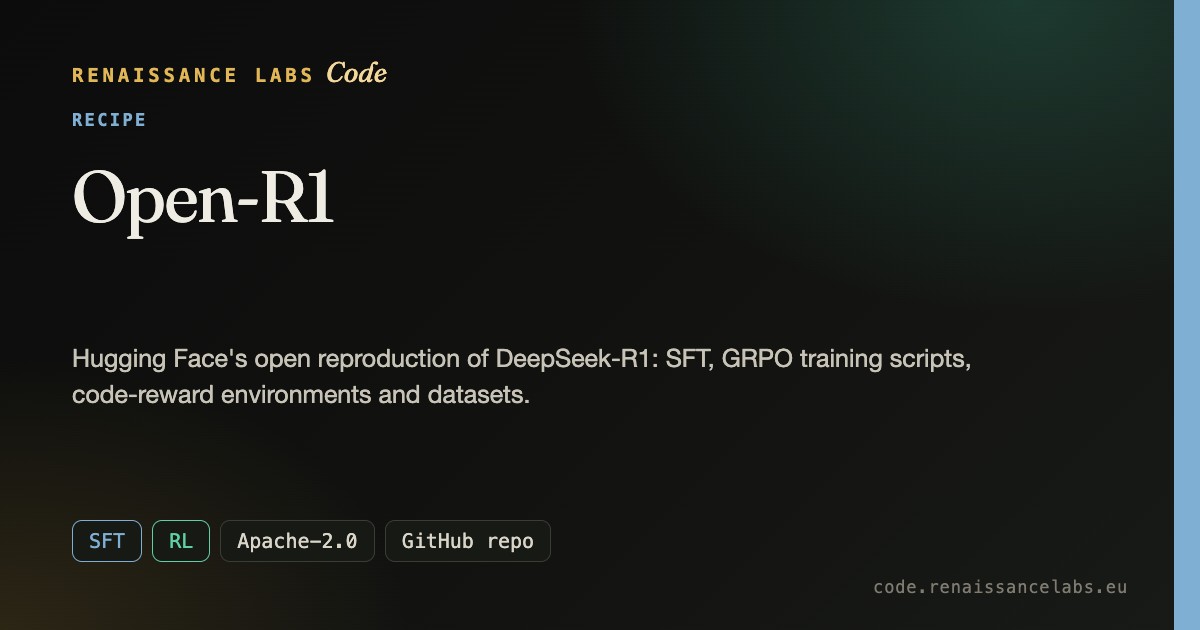 RENAISSANCE LABS Code
RECIPE
Open-R1
Hugging Face's open reproduction of DeepSeek-R1: SFT, GRPO training scripts,
code-reward environments and datasets.
SFT RL Apache-2.0 GitHub repo
code.renaissancelabs.eu